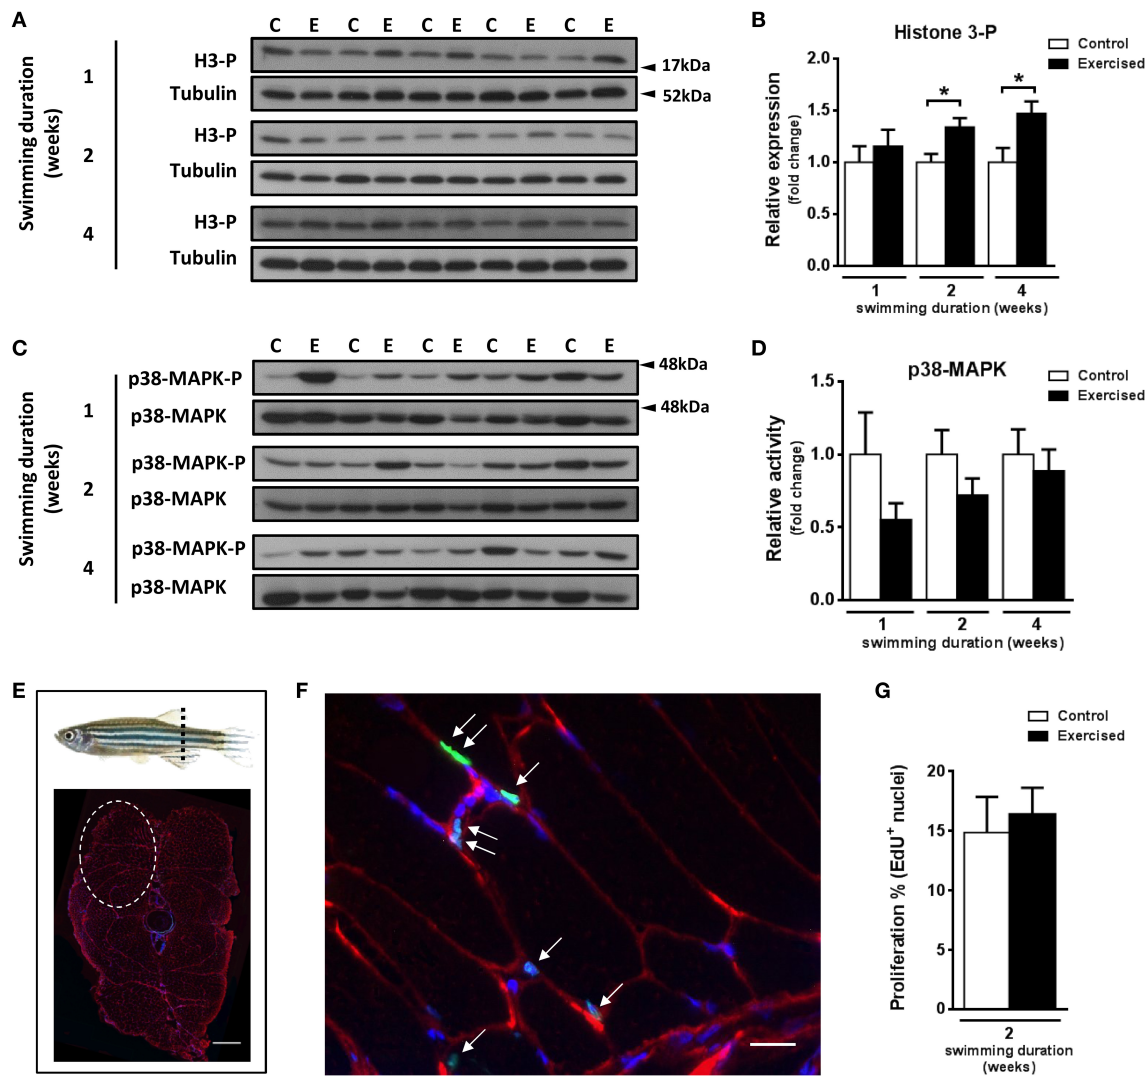 A
C E C E C E C E C E
Swimming duration
(weeks)
1
H3-P
17kDa
Tubulin
52kDa
2
H3-P
Tubulin
4
H3-P
Tubulin
B
Histone 3-P
Control
Exercised
Relative expression
(fold change)
2.0
1.5
1.0
0.5
0.0
* *
1 2 4
swimming duration (weeks)
C
C E C E C E C E C E
Swimming duration
(weeks)
1
p38-MAPK-P
48kDa
p38-MAPK
48kDa
2
p38-MAPK-P
p38-MAPK
4
p38-MAPK-P
p38-MAPK
D
p38-MAPK
Control
Exercised
Relative activity
(fold change)
1.5
1.0
0.5
0.0
1 2 4
swimming duration (weeks)
E
F
G
Control
Exercised
Proliferation % (EdU+ nuclei)
20
15
10
5
0
2
swimming duration
(weeks)